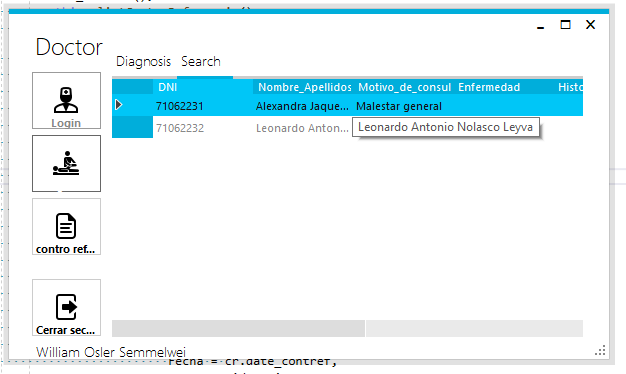 Doctor
Diagnosis Search
DNI Nombre_Apellidos Motivo_de_consul Enfermedad Histo
71062231 Alexandra Jaque... Malestar general
71062232 Leonardo Anton...
Leonardo Antonio Nolasco Leyva
Login
contro ref...
Cerrar sec...
William Osler Semmelwei
Fecha = cr.date_contref,